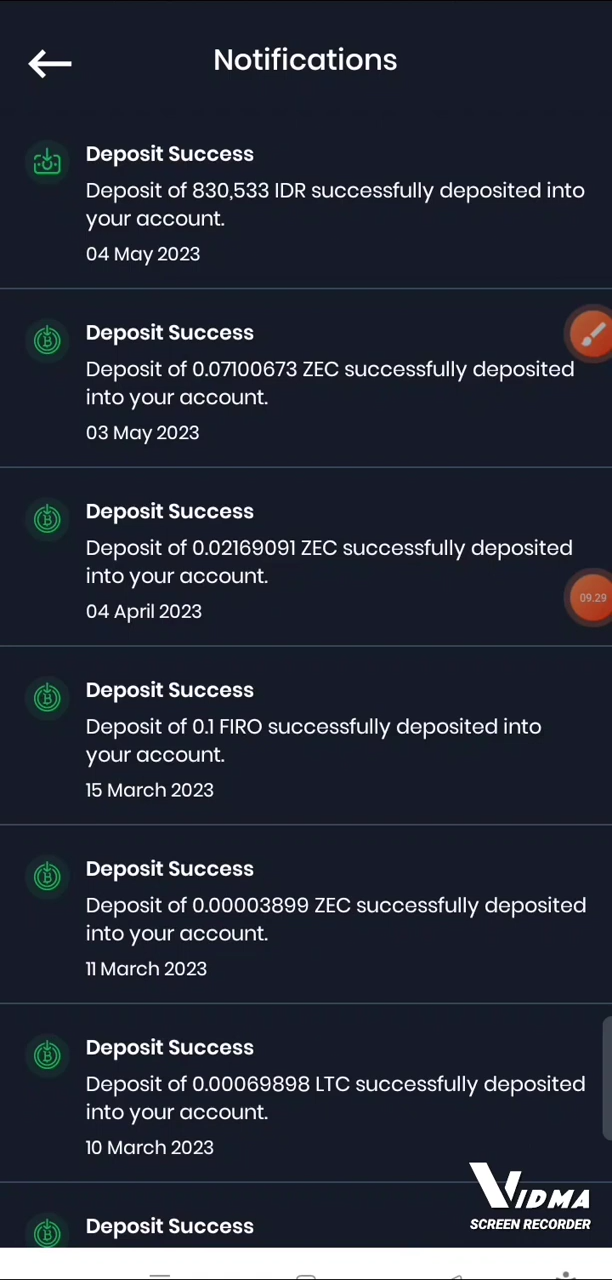 Notifications
Deposit Success
Deposit of 830,533 IDR successfully deposited into
your account.
04 May 2023
Deposit Success
Deposit of 0.07100673 ZEC successfully deposited
into your account.
03 May 2023
Deposit Success
Deposit of 0.02169091 ZEC successfully deposited
into your account.
04 April 2023
09.29
Deposit Success
Deposit of 0.1 FIRO successfully deposited into
your account.
15 March 2023
Deposit Success
Deposit of 0.00003899 ZEC successfully deposited
into your account.
11 March 2023
Deposit Success
Deposit of 0.00069898 LTC successfully deposited
into your account.
10 March 2023
Deposit Success
VIDMA
SCREEN RECORDER